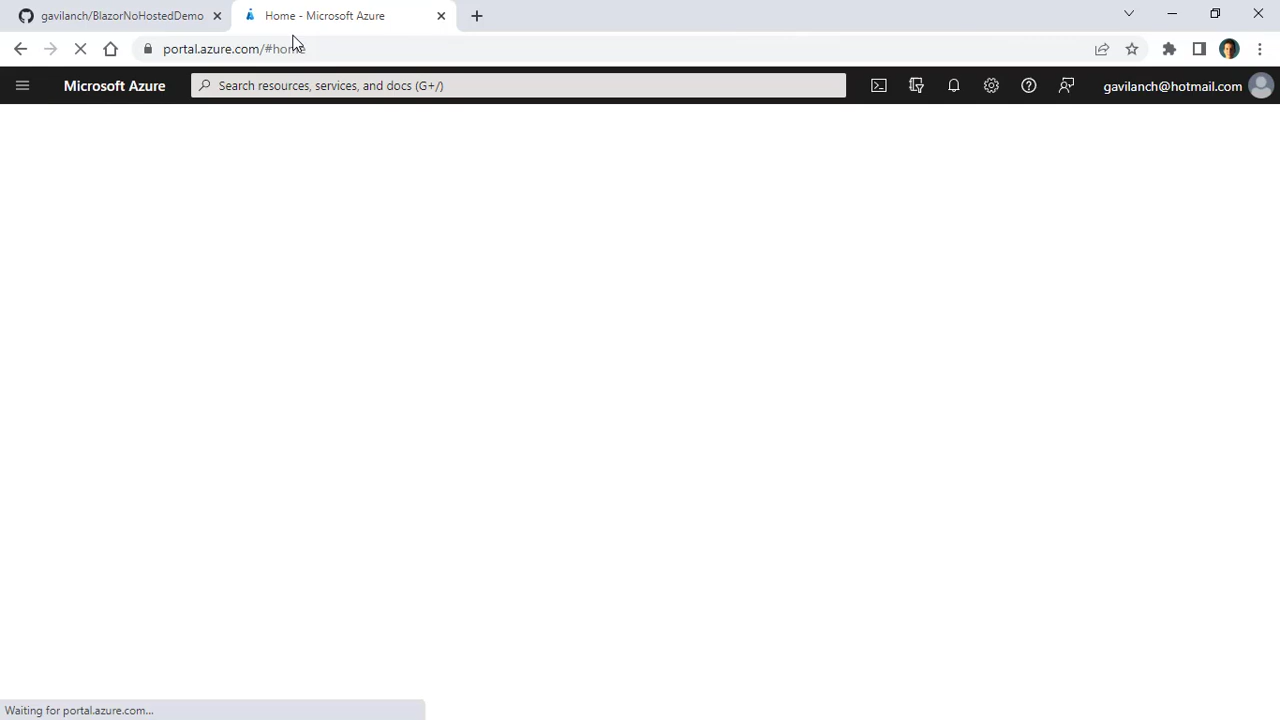 gavilanch/BlazorNoHostedDemo
Home - Microsoft Azure
portal.azure.com/#home
Microsoft Azure
Search resources, services, and docs (G+/)
gavilanch@hotmail.com
Waiting for portal.azure.com...